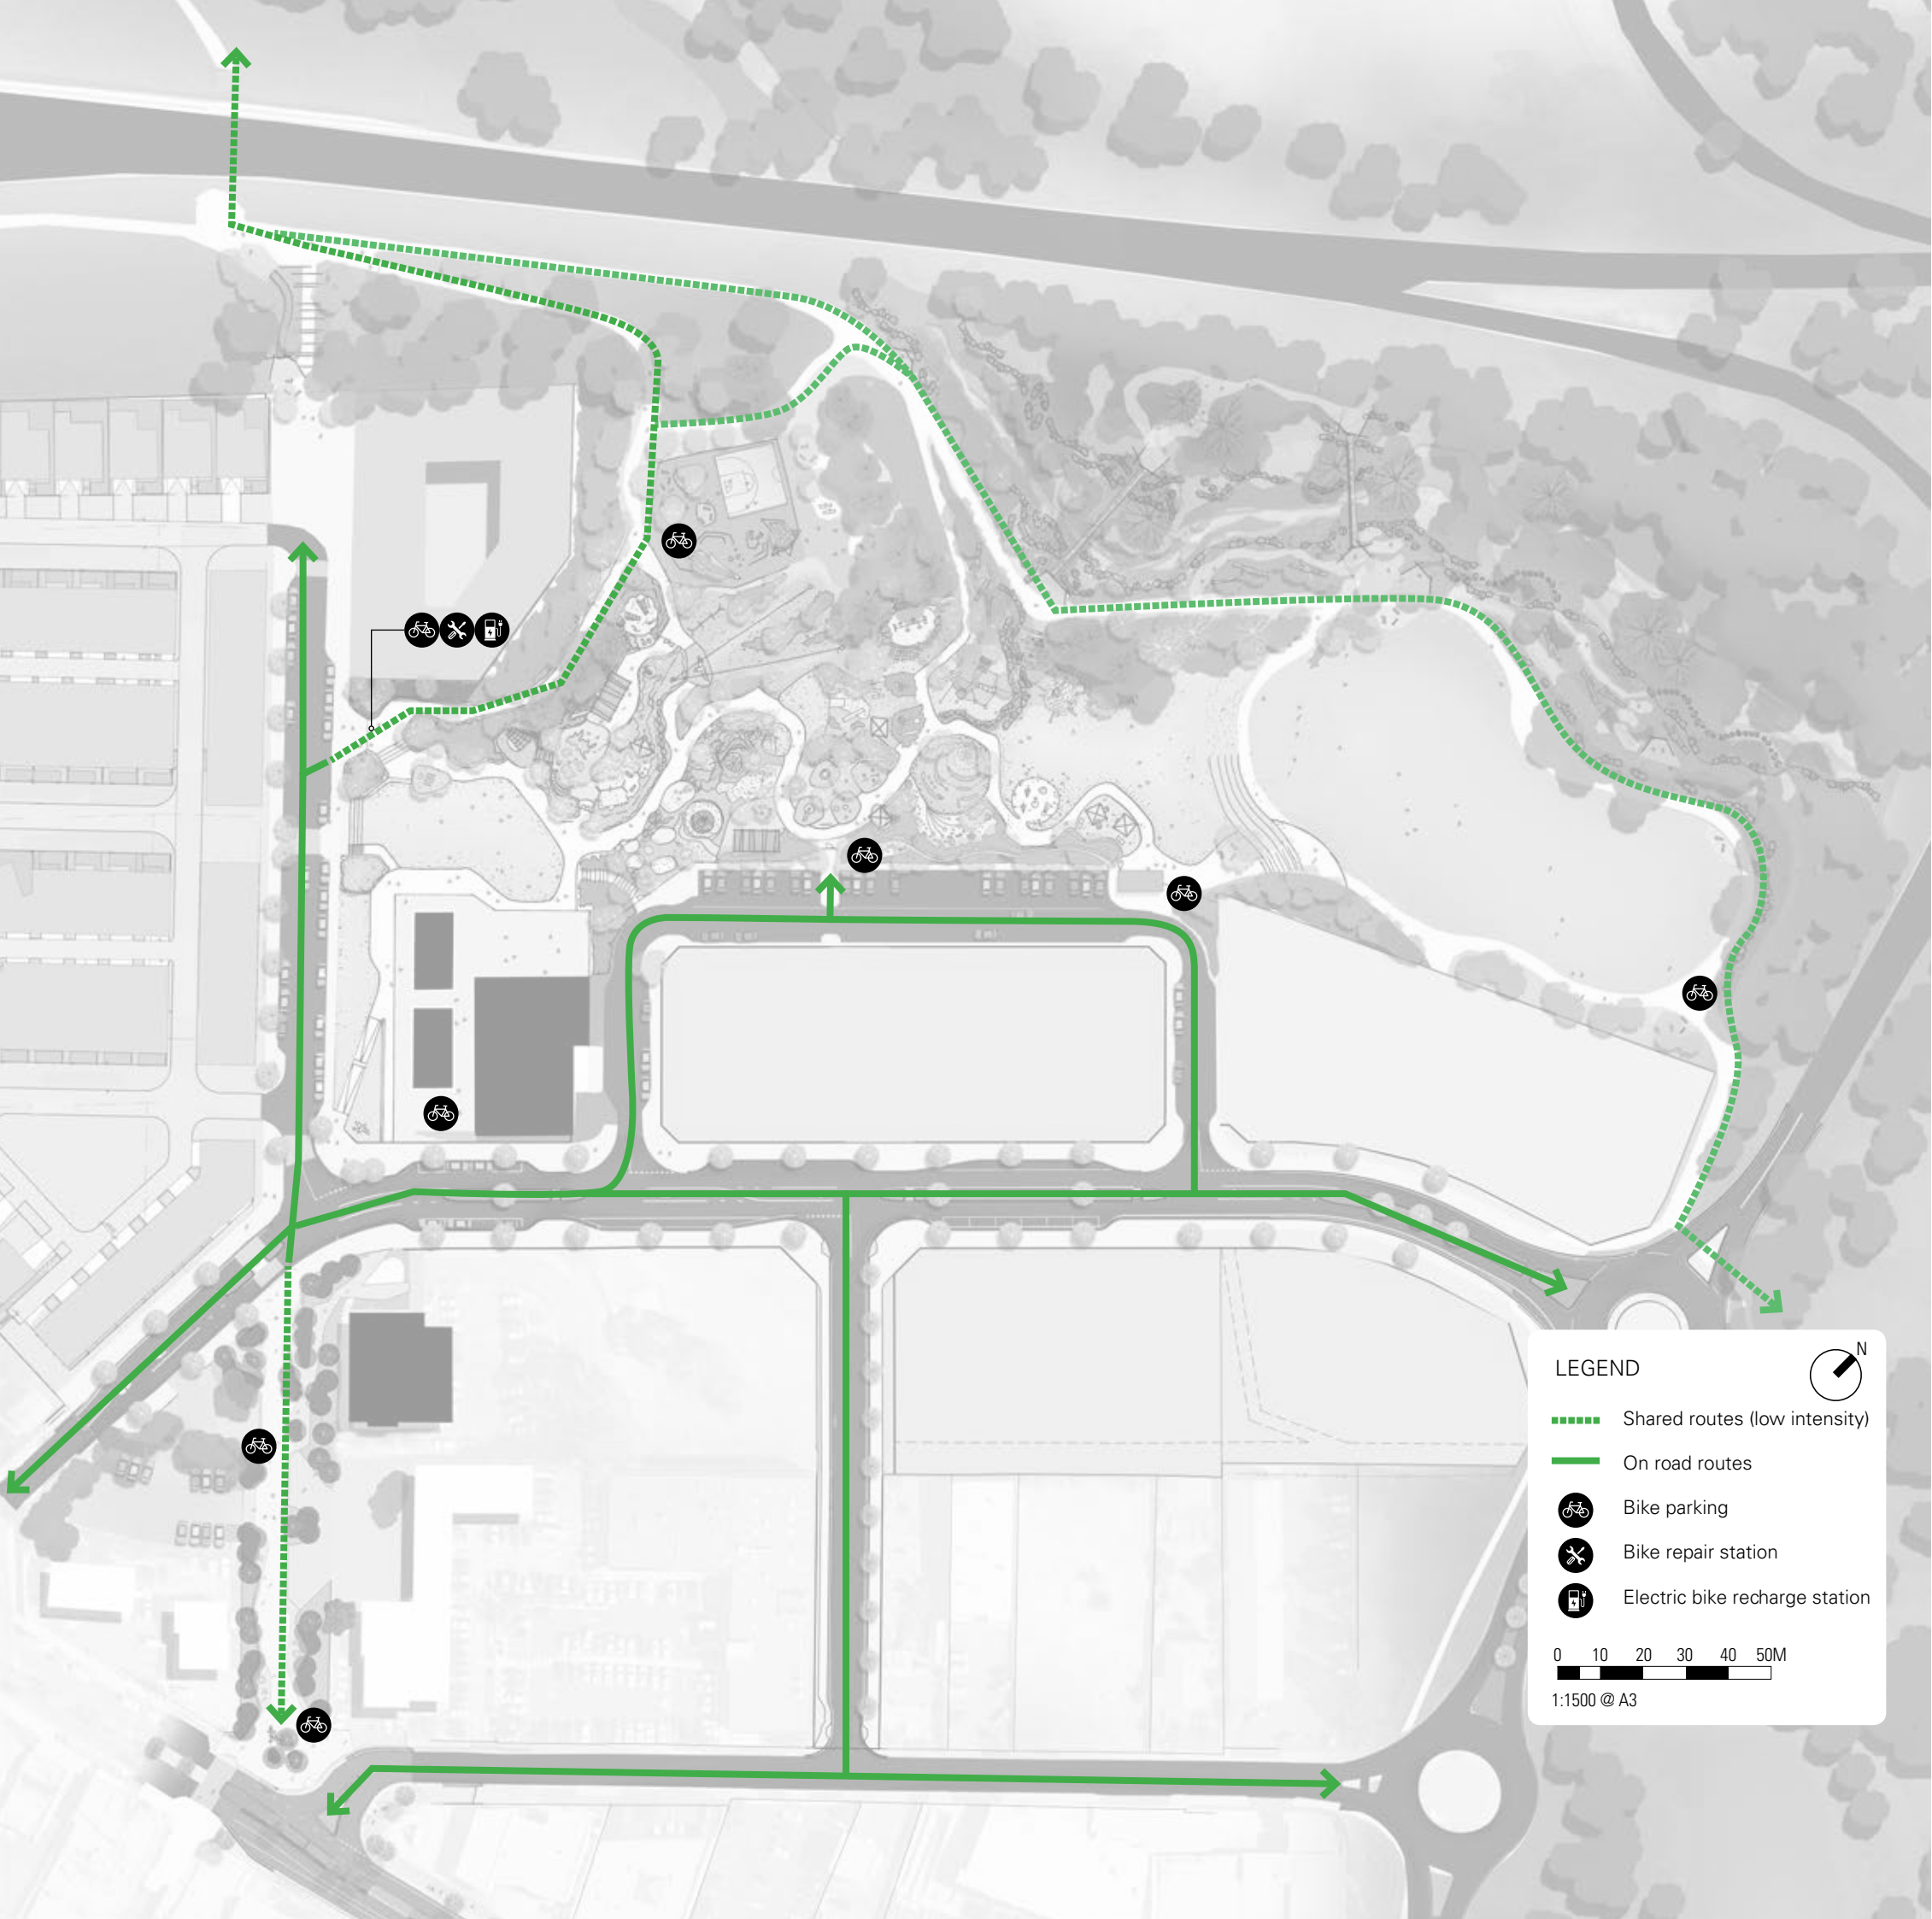 LEGEND
N
Shared routes (low intensity)
On road routes
Bike parking
Bike repair station
Electric bike recharge station
0 10 20 30 40 50M
1:1500 @ A3